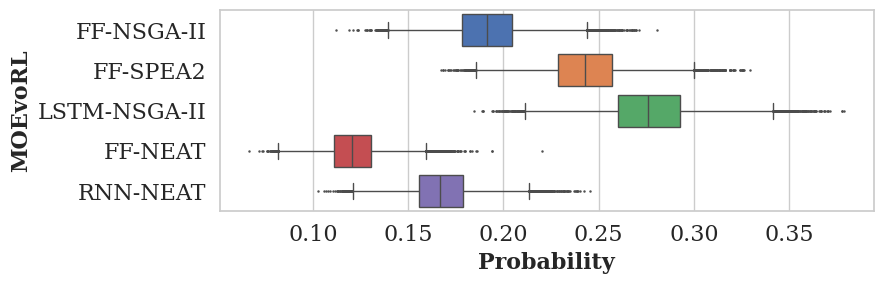 MOEvoRL
FF-NSGA-II
FF-SPEA2
LSTM-NSGA-II
FF-NEAT
RNN-NEAT
0.10 0.15 0.20 0.25 0.30 0.35
Probability